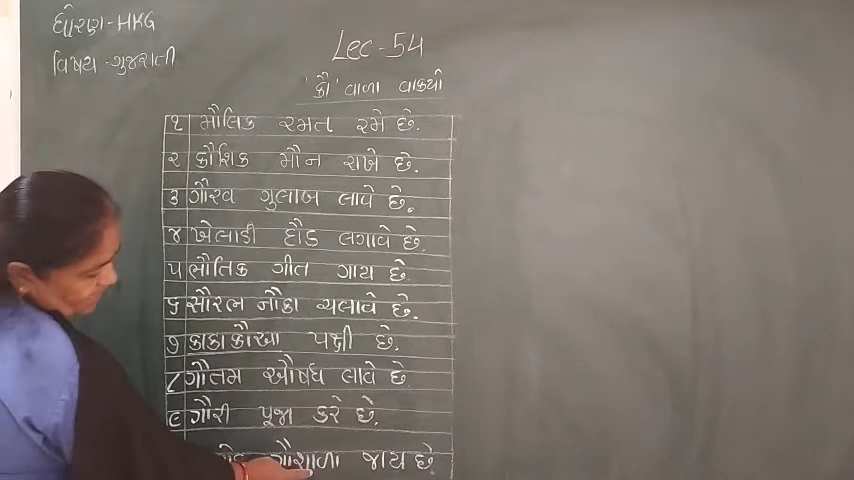 ધોરણ-HKG
વિષય-ગુજરાતી
Lec-54
'કૌ' વાળા વાક્યો
૧ મૌલિક રમત રમે છે.
૨ કૌશિક મૌન રાખે છે.
૩ ગૌરવ ગુલાબ લાવે છે.
૪ ખેલાડી દૌડ લગાવે છે.
૫ ભૌતિક ગીત ગાય છે.
૬ સૌરભ નૌકા ચલાવે છે.
૭ કાકાકૌઆ પક્ષી છે.
૮ ગૌતમ ઔષધ લાવે છે.
૯ ગૌરી પૂજા કરે છે.
ગૌશાળા જાય છે.